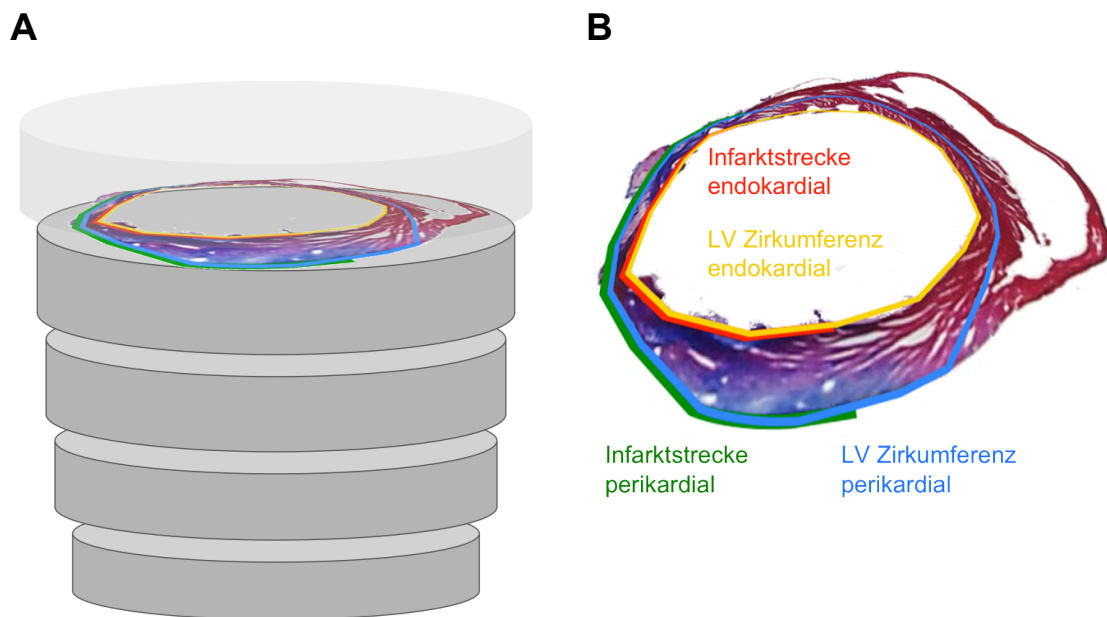 A
B
Infarktstrecke
endokardial
LV Zirkumferenz
endokardial
Infarktstrecke
perikardial
LV Zirkumferenz
perikardial